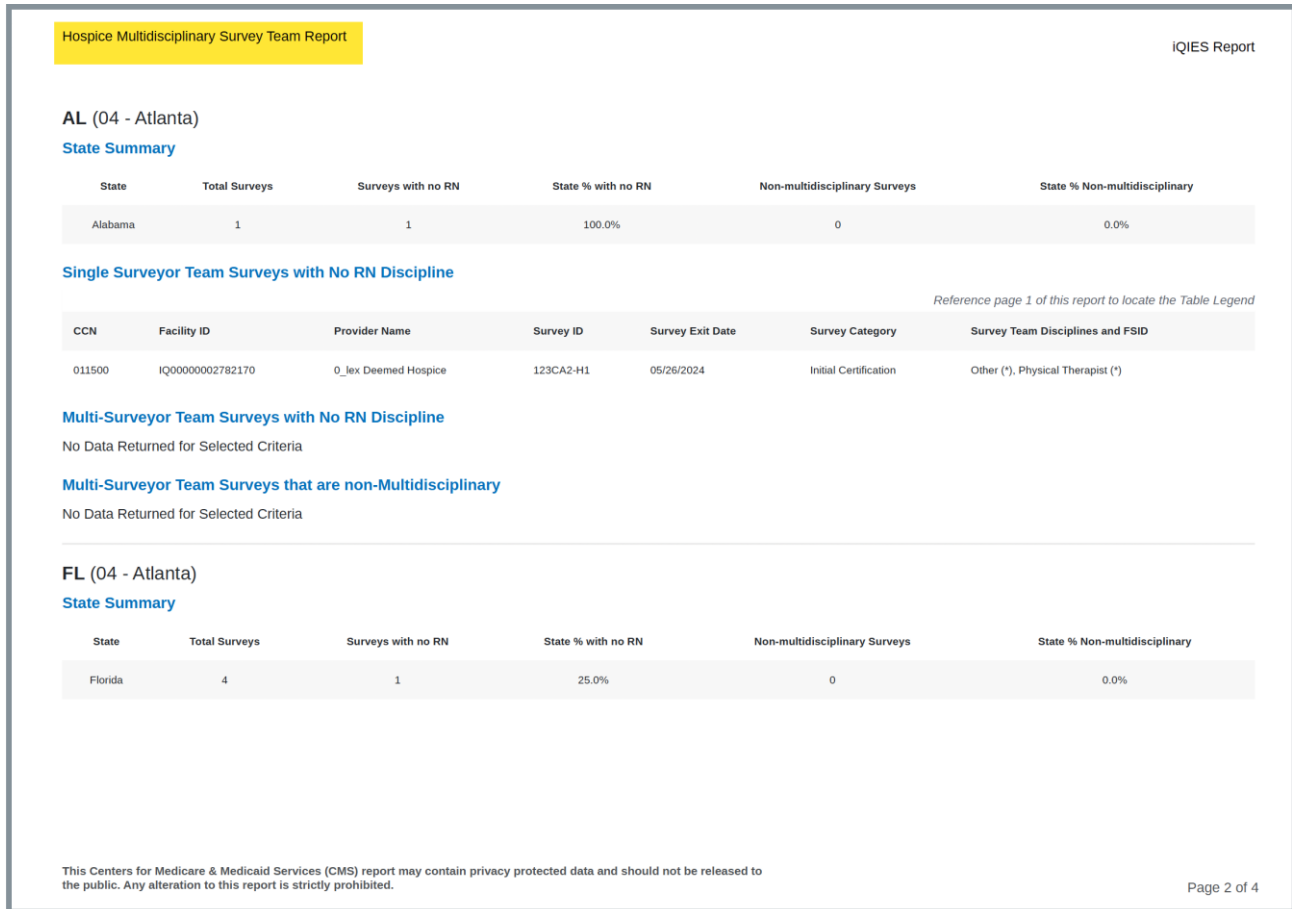 Hospice Multidisciplinary Survey Team Report
iQIES Report
AL (04 - Atlanta)
State Summary
State Total Surveys Surveys with no RN State % with no RN Non-multidisciplinary Surveys State % Non-multidisciplinary
Alabama 1 1 100.0% 0 0.0%
Single Surveyor Team Surveys with No RN Discipline
Reference page 1 of this report to locate the Table Legend
CCN Facility ID Provider Name Survey ID Survey Exit Date Survey Category Survey Team Disciplines and FSID
011500 IQ00000002782170 0_lex Deemed Hospice 123CA2-H1 05/26/2024 Initial Certification Other (*), Physical Therapist (*)
Multi-Surveyor Team Surveys with No RN Discipline
No Data Returned for Selected Criteria
Multi-Surveyor Team Surveys that are non-Multidisciplinary
No Data Returned for Selected Criteria
FL (04 - Atlanta)
State Summary
State Total Surveys Surveys with no RN State % with no RN Non-multidisciplinary Surveys State % Non-multidisciplinary
Florida 4 1 25.0% 0 0.0%
This Centers for Medicare & Medicaid Services (CMS) report may contain privacy protected data and should not be released to
the public. Any alteration to this report is strictly prohibited.
Page 2 of 4